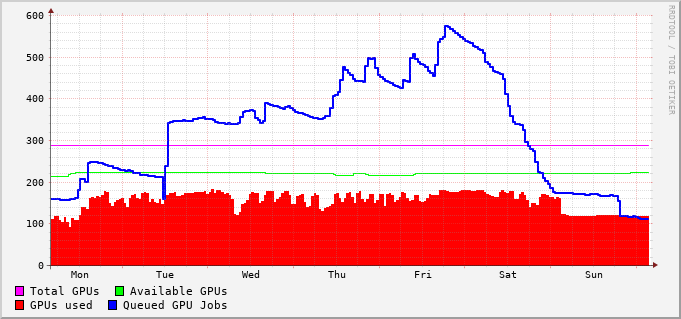 600
500
400
300
200
100
0
Mon Tue Wed Thu Fri Sat Sun
Total GPUs Available GPUs
GPUs used Queued GPU Jobs
RRDTOOL / TOBI OETIKER